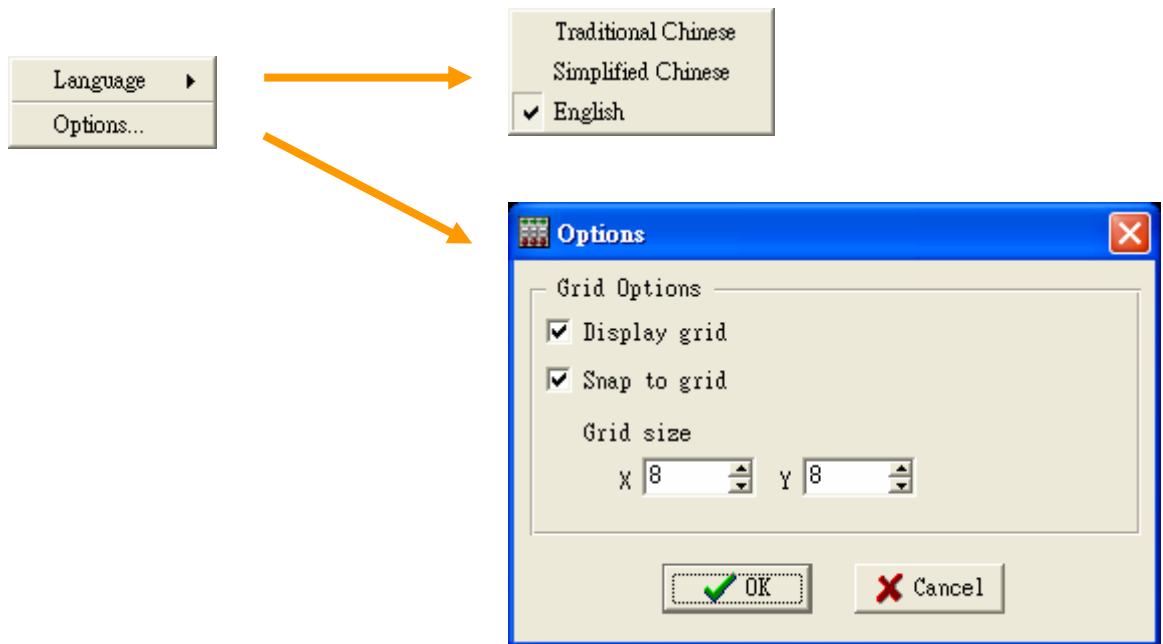 Language
Options...
Traditional Chinese
Simplified Chinese
English
Options
Grid Options
Display grid
Snap to grid
Grid size
X 8 Y 8
OK Cancel